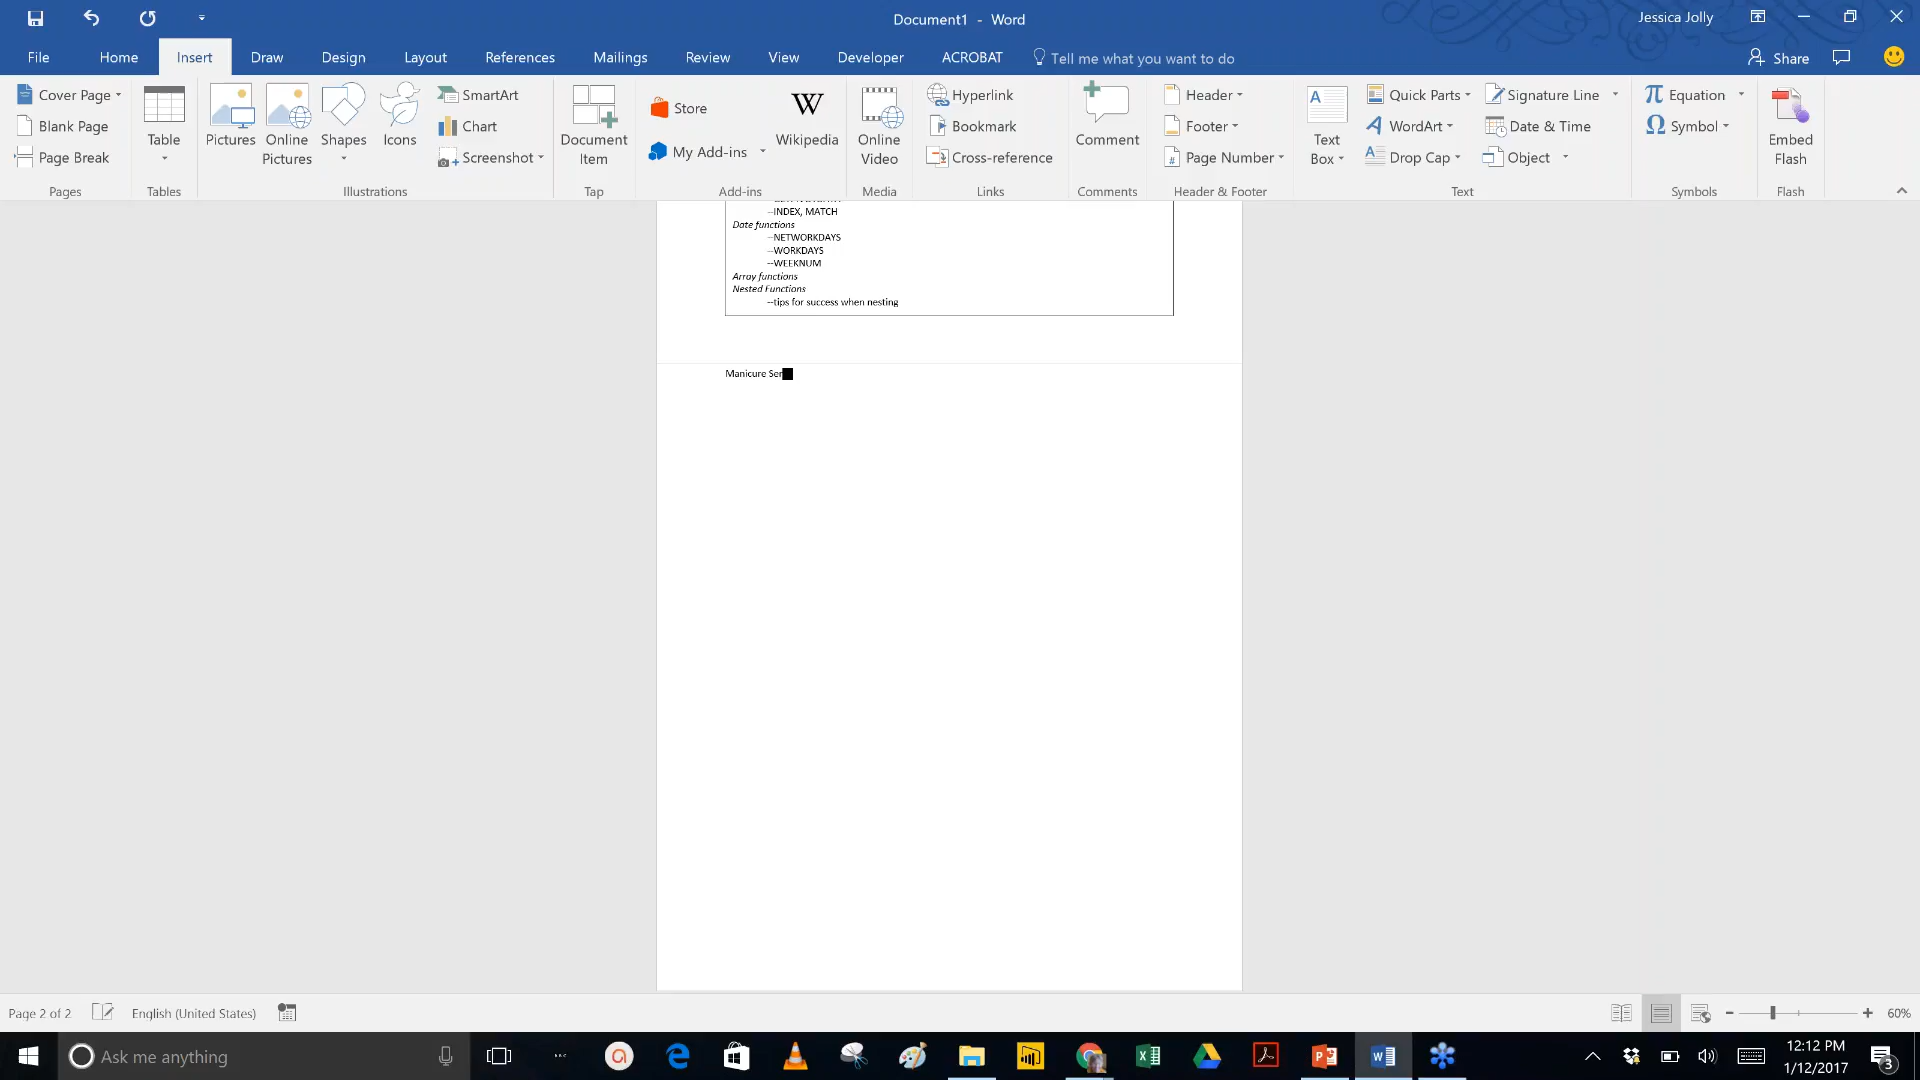 Document1 - Word
Jessica Jolly
File Home Insert Draw Design Layout References Mailings Review View Developer ACROBAT Tell me what you want to do Share
Cover Page
Blank Page
Page Break
Pages
Table
Tables
Pictures
Online Pictures
Shapes
Icons
SmartArt
Chart
Screenshot
Illustrations
Document Item
Tap
Store
My Add-ins
W
Wikipedia
Add-ins
Online Video
Media
Hyperlink
Bookmark
Cross-reference
Links
Comment
Comments
Header
Footer
Page Number
Header & Footer
A
Text Box
Quick Parts
WordArt
Drop Cap
Signature Line
Date & Time
Object
Text
π Equation
Ω Symbol
Symbols
Embed Flash
Flash
--INDEX, MATCH
Date functions
--NETWORKDAYS
--WORKDAYS
--WEEKNUM
Array functions
Nested Functions
--tips for success when nesting
Manicure Ser
Page 2 of 2 English (United States) 60%
Ask me anything
12:12 PM
1/12/2017
3